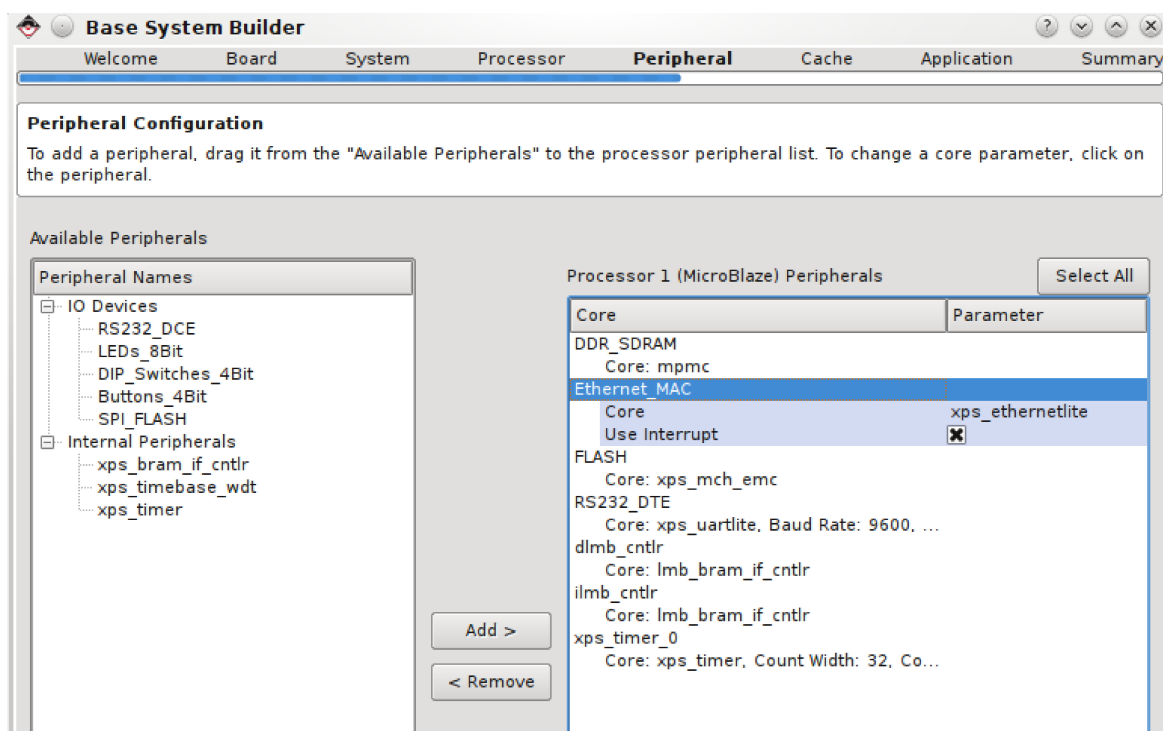 Base System Builder
Welcome Board System Processor Peripheral Cache Application Summary
Peripheral Configuration
To add a peripheral, drag it from the "Available Peripherals" to the processor peripheral list. To change a core parameter, click on
the peripheral.
Available Peripherals
Peripheral Names
IO Devices
RS232_DCE
LEDs_8Bit
DIP_Switches_4Bit
Buttons_4Bit
SPI_FLASH
Internal Peripherals
xps_bram_if_cntlr
xps_timebase_wdt
xps_timer
Add >
< Remove
Processor 1 (MicroBlaze) Peripherals
Select All
Core Parameter
DDR_SDRAM
Core: mpmc
Ethernet_MAC
Core xps_ethernetlite
Use Interrupt
FLASH
Core: xps_mch_emc
RS232_DTE
Core: xps_uartlite, Baud Rate: 9600, ...
dlmb_cntlr
Core: lmb_bram_if_cntlr
ilmb_cntlr
Core: lmb_bram_if_cntlr
xps_timer_0
Core: xps_timer, Count Width: 32, Co...